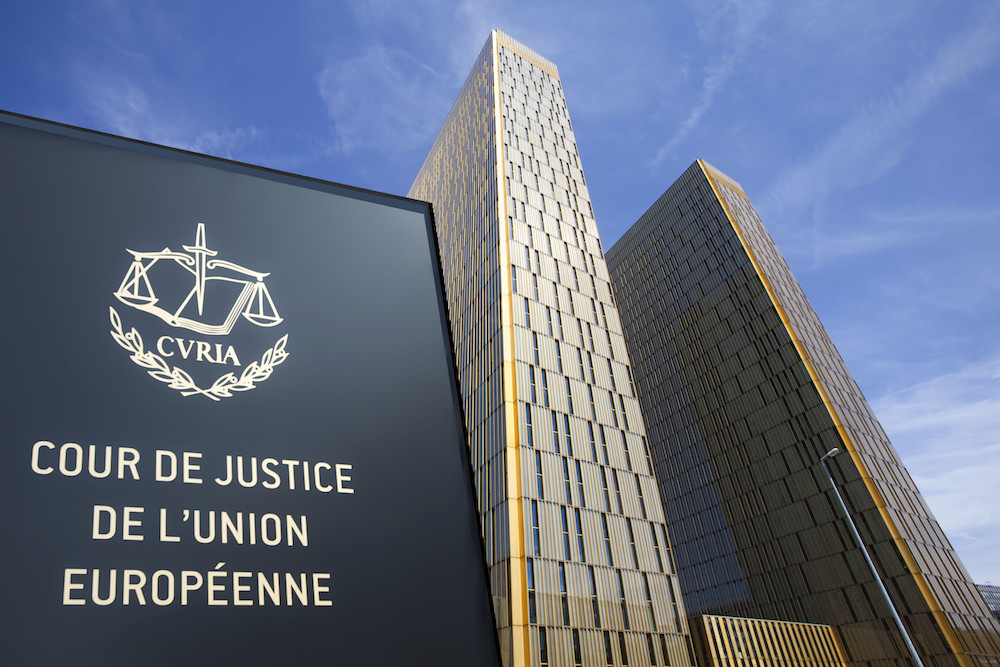 CVRIA
COUR DE JUSTICE
DE L’UNION
EUROPÉENNE